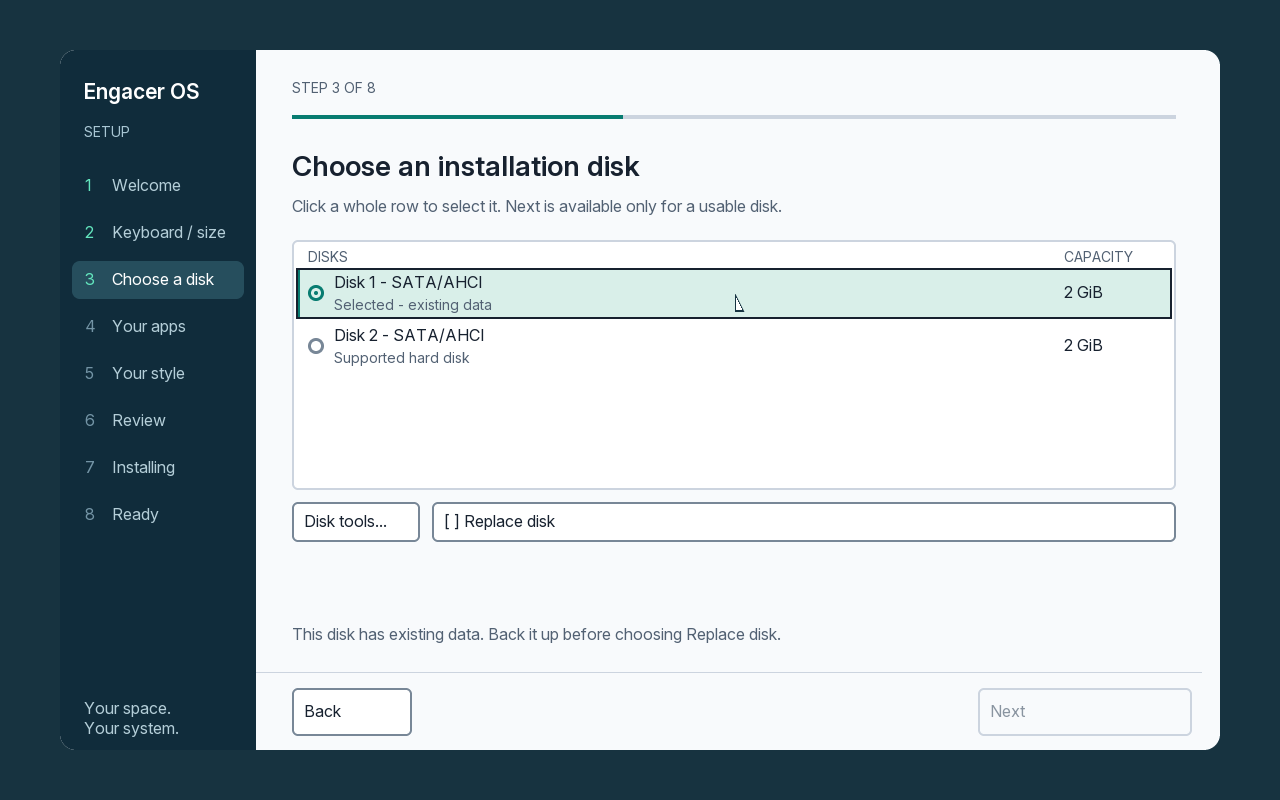 Engacer OS
SETUP
1 Welcome
2 Keyboard / size
3 Choose a disk
4 Your apps
5 Your style
6 Review
7 Installing
8 Ready
Your space.
Your system.
STEP 3 OF 8
Choose an installation disk
Click a whole row to select it. Next is available only for a usable disk.
DISKS CAPACITY
Disk 1 - SATA/AHCI
Selected - existing data
2 GiB
Disk 2 - SATA/AHCI
Supported hard disk
2 GiB
Disk tools...
[ ] Replace disk
This disk has existing data. Back it up before choosing Replace disk.
Back
Next